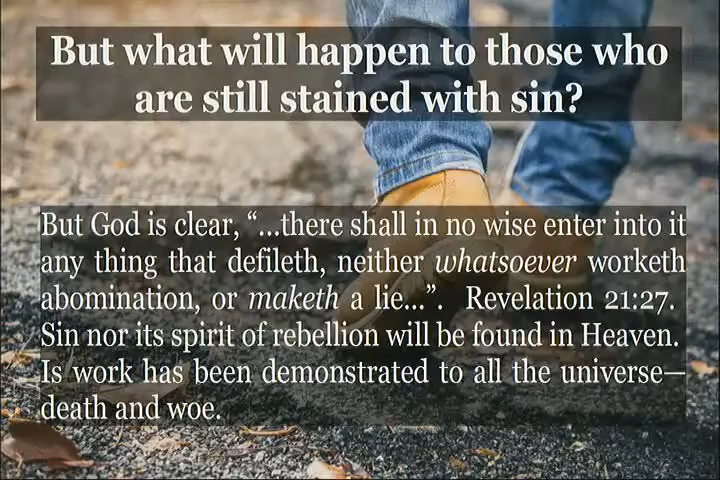 But what will happen to those who
are still stained with sin?
But God is clear, “...there shall in no wise enter into it
any thing that defileth, neither whatsoever worketh
abomination, or maketh a lie...”.  Revelation 21:27.
Sin nor its spirit of rebellion will be found in Heaven.
Is work has been demonstrated to all the universe—
death and woe.